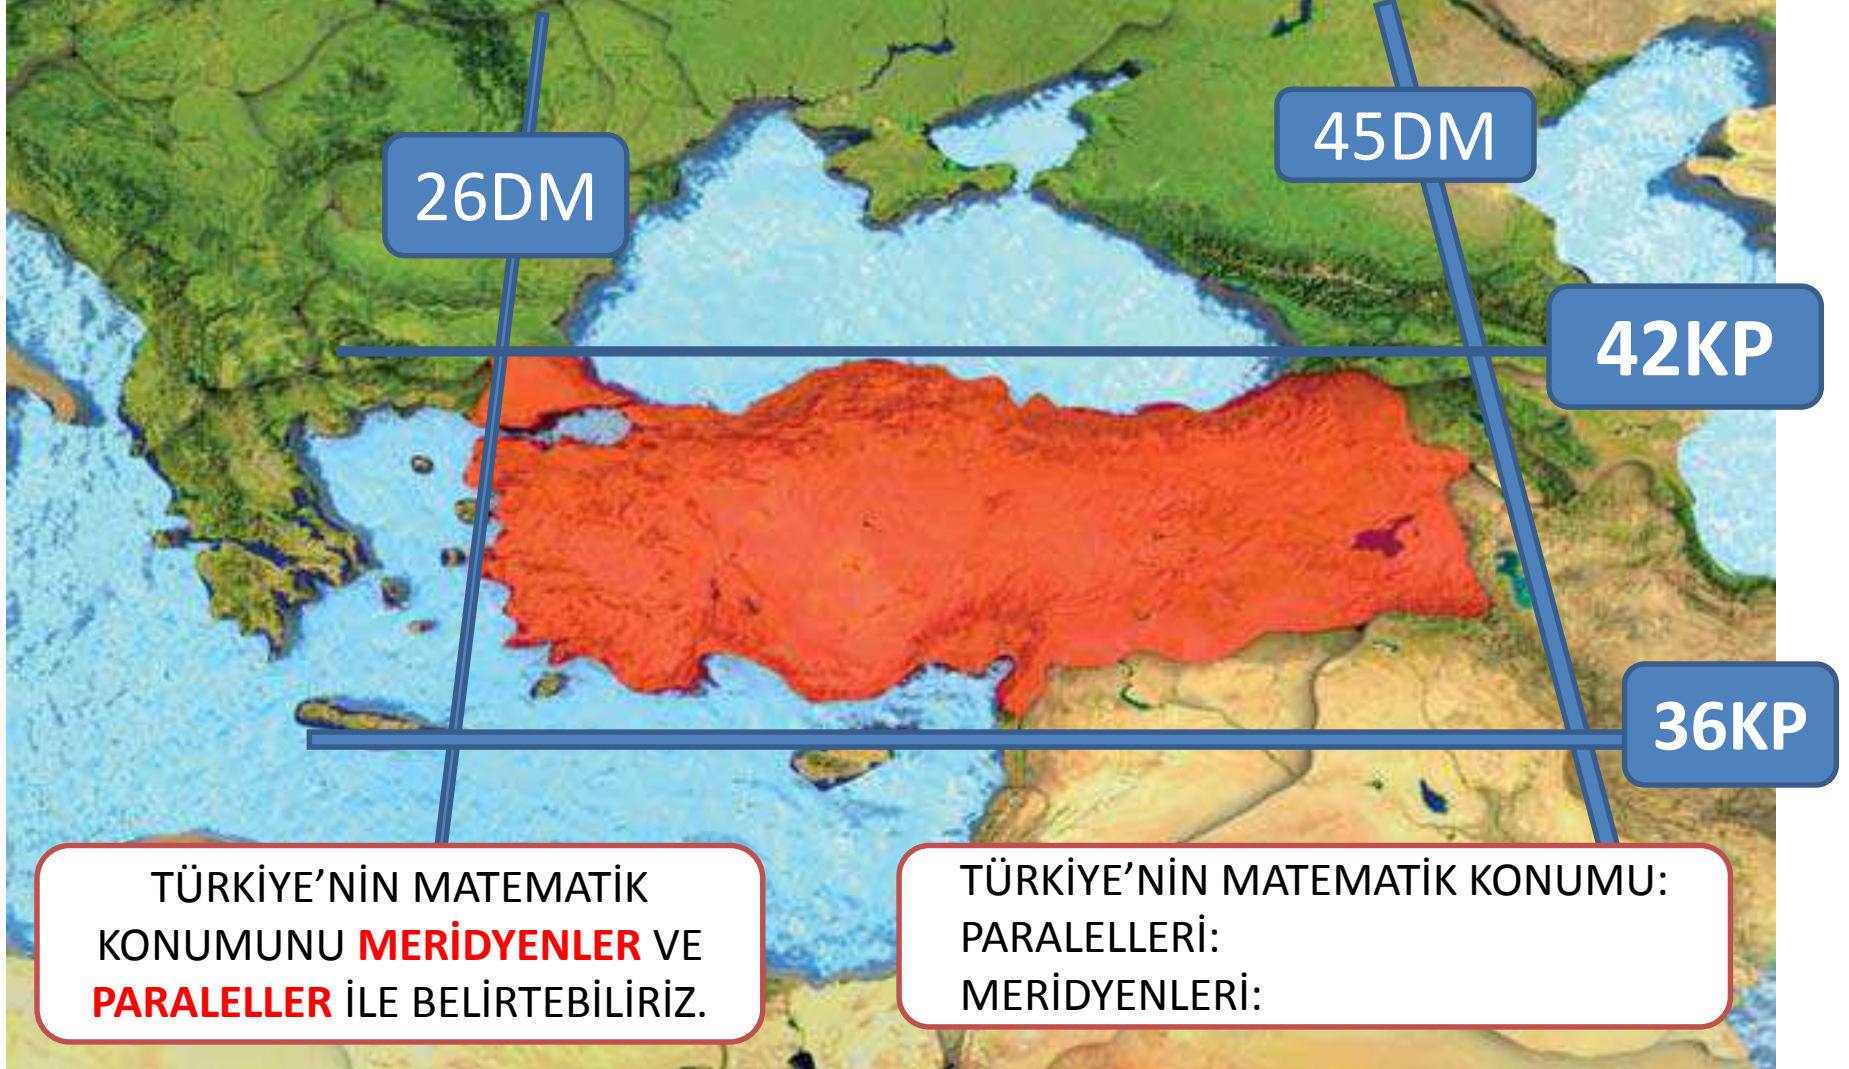 26DM
45DM
42KP
36KP
TÜRKİYE’NİN MATEMATİK
KONUMUNU MERİDYENLER VE
PARALELLER İLE BELİRTEBİLİRİZ.
TÜRKİYE’NİN MATEMATİK KONUMU:
PARALELLERİ:
MERİDYENLERİ: